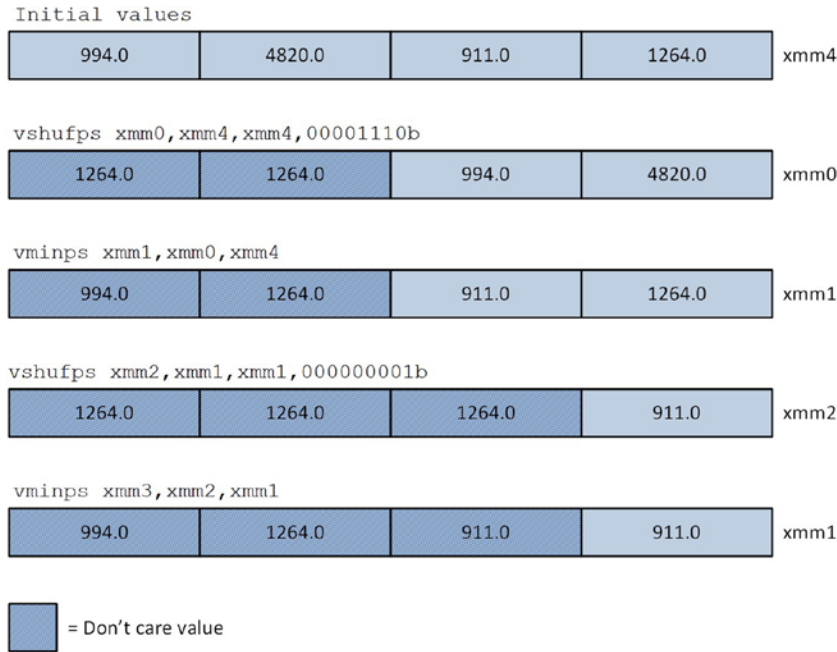 Initial values
994.0 4820.0 911.0 1264.0 xmm4
vshufps xmm0,xmm4,xmm4,00001110b
1264.0 1264.0 994.0 4820.0 xmm0
vminps xmm1,xmm0,xmm4
994.0 1264.0 911.0 1264.0 xmm1
vshufps xmm2,xmm1,xmm1,000000001b
1264.0 1264.0 1264.0 911.0 xmm2
vminps xmm3,xmm2,xmm1
994.0 1264.0 911.0 911.0 xmm1
= Don't care value